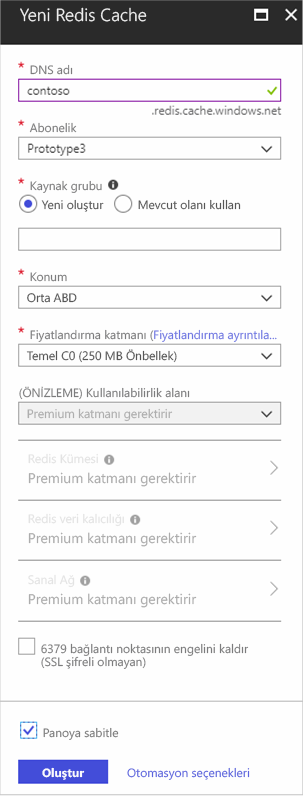 Yeni Redis Cache
* DNS adı
contoso
.redis.cache.windows.net
* Abonelik
Prototype3
* Kaynak grubu
Yeni oluştur Mevcut olanı kullan
* Konum
Orta ABD
* Fiyatlandırma katmanı (Fiyatlandırma ayrıntıla...
Temel C0 (250 MB Önbellek)
(ÖNİZLEME) Kullanılabilirlik alanı
Premium katmanı gerektirir
Redis Kümesi
Premium katmanı gerektirir
Redis veri kalıcılığı
Premium katmanı gerektirir
Sanal Ağ
Premium katmanı gerektirir
6379 bağlantı noktasının engelini kaldır
(SSL şifreli olmayan)
Panoya sabitle
Oluştur Otomasyon seçenekleri